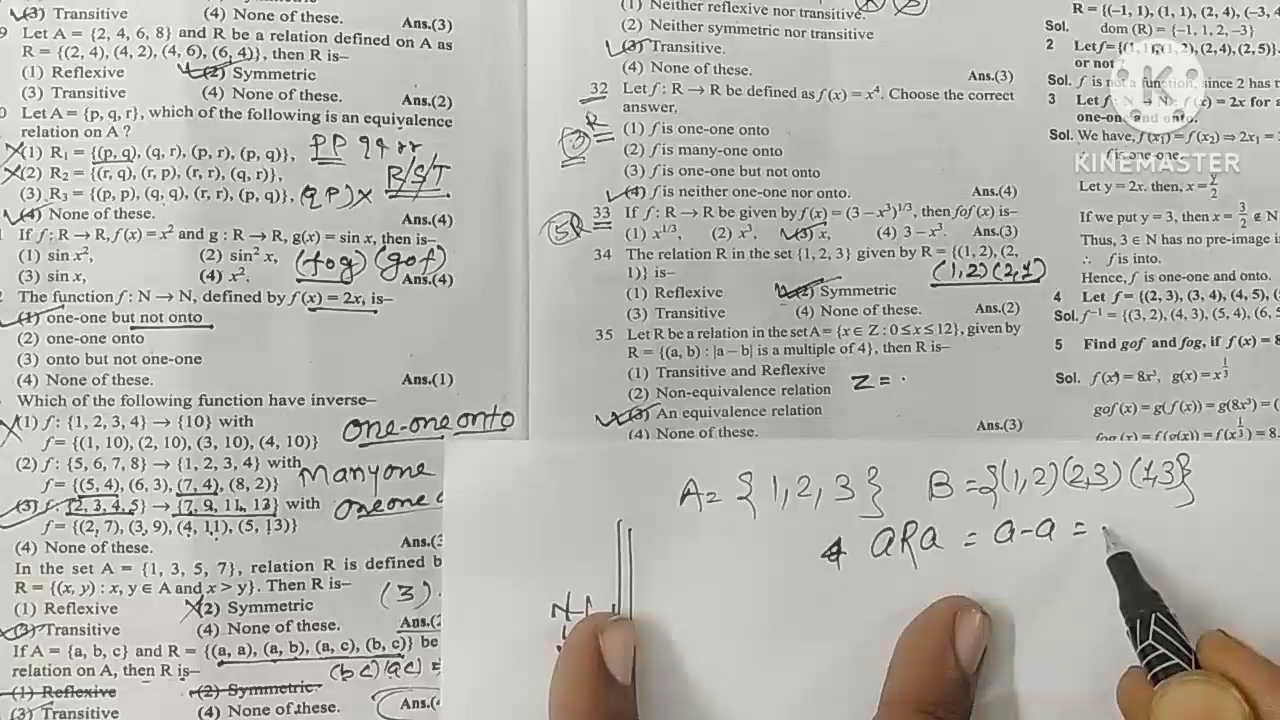 (3) Transitive (4) None of these. Ans.(3)
9 Let A = {2, 4, 6, 8} and R be a relation defined on A as
R = {(2, 4), (4, 2), (4, 6), (6, 4)}, then R is–
(1) Reflexive (2) Symmetric
(3) Transitive (4) None of these. Ans.(2)
0 Let A = {p, q, r}, which of the following is an equivalence
relation on A ?
(1) R₁ = {(p, q), (q, r), (p, r), (p, q)}, PP qq rr
(2) R₂ = {(r, q), (r, p), (r, r), (q, r)}, R/S/T
(3) R₃ = {(p, p), (q, q), (r, r), (p, q)}, (q p) ×
(4) None of these. Ans.(4)
If f : R → R, f(x) = x² and g : R → R, g(x) = sin x, then is–
(1) sin x², (2) sin² x, (fog) (gof)
(3) sin x, (4) x². Ans.(4)
The function f : N → N, defined by f(x) = 2x, is–
(1) one-one but not onto
(2) one-one onto
(3) onto but not one-one
(4) None of these. Ans.(1)
Which of the following function have inverse–
(1) f : {1, 2, 3, 4} → {10} with one-one onto
f = {(1, 10), (2, 10), (3, 10), (4, 10)}
(2) f : {5, 6, 7, 8} → {1, 2, 3, 4} with Manyone
f = {(5, 4), (6, 3), (7, 4), (8, 2)}
(3) f : {2, 3, 4, 5} → {7, 9, 11, 13} with oneone
f = {(2, 7), (3, 9), (4, 11), (5, 13)}
(4) None of these. Ans.(3
In the set A = {1, 3, 5, 7}, relation R is defined b
R = {(x, y) : x, y ∈ A and x > y}. Then R is– (3)
(1) Reflexive (2) Symmetric
(3) Transitive (4) None of these. Ans.(
If A = {a, b, c} and R = {(a, a), (a, b), (a, c), (b, c)} be
relation on A, then R is– (b c) (a c) =
(1) Reflexive (2) Symmetric
(3) Transitive (4) None of these. Ans.(
(1) Neither reflexive nor transitive.
(2) Neither symmetric nor transitive
(3) Transitive.
(4) None of these. Ans.(3)
32 Let f : R → R be defined as f(x) = x⁴. Choose the correct
answer.
(1) f is one-one onto
(2) f is many-one onto
(3) f is one-one but not onto
(4) f is neither one-one nor onto. Ans.(4)
33 If f : R → R be given by f(x) = (3 – x³)^1/3, then fof (x) is–
(1) x^1/3, (2) x³, (3) x, (4) 3 – x³. Ans.(3)
34 The relation R in the set {1, 2, 3} given by R = {(1, 2), (2,
1)} is– (1,2) (2,1)
(1) Reflexive (2) Symmetric
(3) Transitive (4) None of these. Ans.(2)
35 Let R be a relation in the set A = {x ∈ Z : 0 ≤ x ≤ 12}, given by
R = {(a, b) : |a – b| is a multiple of 4}, then R is–
(1) Transitive and Reflexive
(2) Non-equivalence relation Z =
(3) An equivalence relation
(4) None of these. Ans.(3)
R = {(–1, 1), (1, 1), (2, 4), (–3, 4
Sol. dom (R) = {–1, 1, 2, –3}
2 Let f = {(1, 1), (1, 2), (2, 4), (2, 5)}
or not
Sol. f is not a function, since 2 has
3 Let f : N → N : f(x) = 2x for a
one-one and onto.
Sol. We have, f(x₁) = f(x₂) ⇒ 2x₁ =
f is one-one.
KINEMASTER
Let y = 2x, then, x = y/2
If we put y = 3, then x = 3/2 ∉ N
Thus, 3 ∈ N has no pre-image i
∴ f is into.
Hence, f is one-one and onto.
4 Let f = {(2, 3), (3, 4), (4, 5), (5
Sol. f⁻¹ = {(3, 2), (4, 3), (5, 4), (6, 5
5 Find gof and fog, if f(x) = 8
Sol. f(x) = 8x³, g(x) = x^1/3
gof (x) = g(f(x)) = g(8x³) = (
fog (x) = f(g(x)) = f(x^1/3) = 8.
A = {1, 2, 3} B = {(1,2)(2,3)(1,3)}
aRa = a-a =